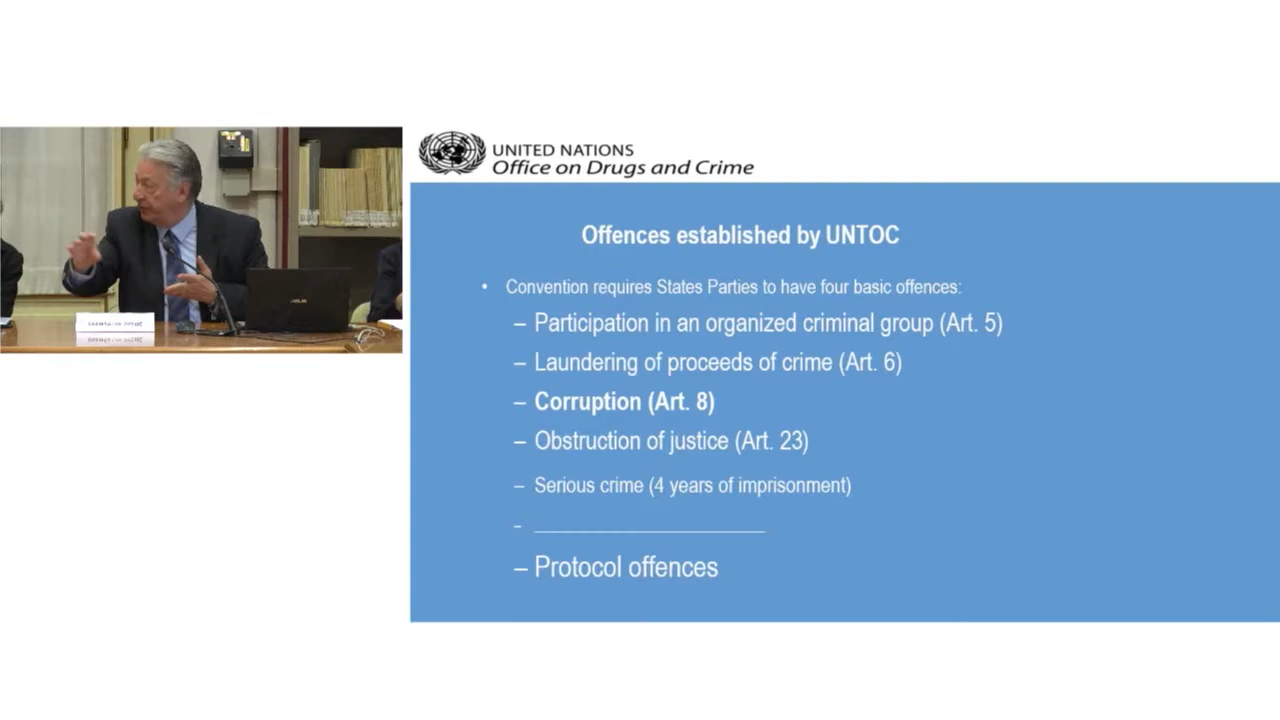 UNITED NATIONS
Office on Drugs and Crime
Offences established by UNTOC
• Convention requires States Parties to have four basic offences:
– Participation in an organized criminal group (Art. 5)
– Laundering of proceeds of crime (Art. 6)
– Corruption (Art. 8)
– Obstruction of justice (Art. 23)
– Serious crime (4 years of imprisonment)
- ______________________
– Protocol offences
ASUS